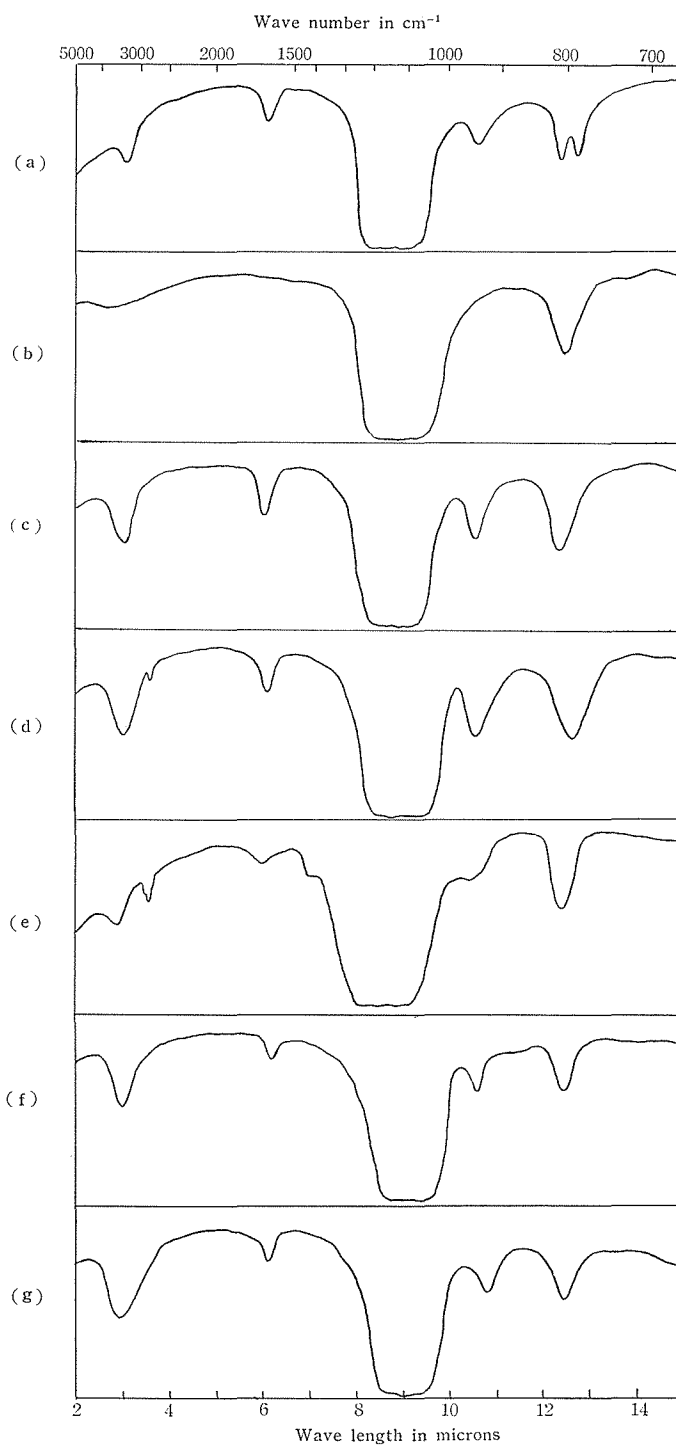 Wave number in cm⁻¹
5000 3000 2000 1500 1000 800 700
(a)
(b)
(c)
(d)
(e)
(f)
(g)
2 4 6 8 10 12 14
Wave length in microns